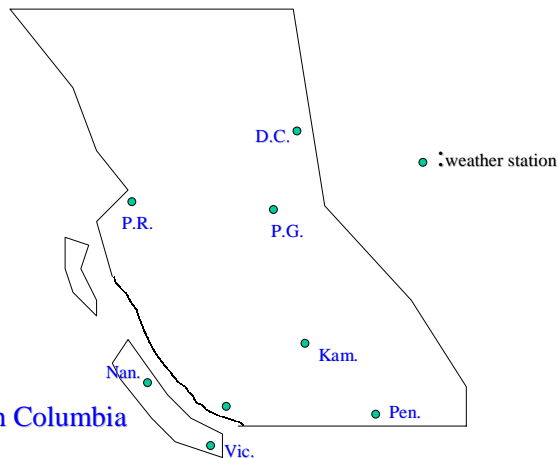 D.C.
:weather station
P.R.
P.G.
Kam.
Nan.
Pen.
Columbia
Vic.